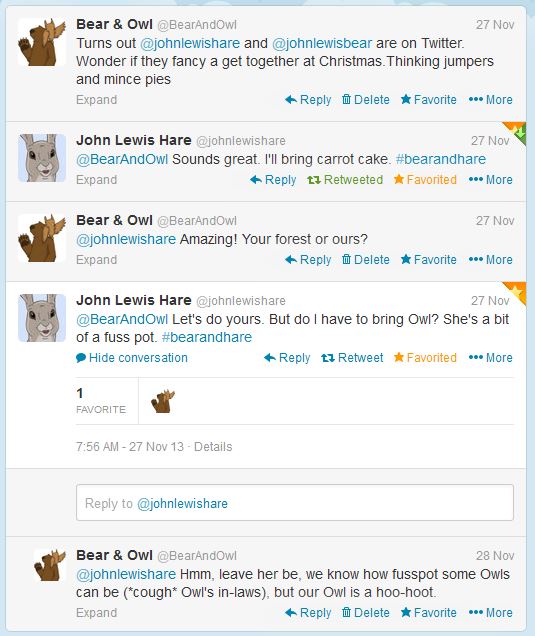 Bear & Owl @BearAndOwl 27 Nov
Turns out @johnlewishare and @johnlewisbear are on Twitter.
Wonder if they fancy a get together at Christmas.Thinking jumpers
and mince pies
Expand Reply Delete Favorite More
John Lewis Hare @johnlewishare 27 Nov
@BearAndOwl Sounds great. I'll bring carrot cake. #bearandhare
Expand Reply Retweeted Favorited More
Bear & Owl @BearAndOwl 27 Nov
@johnlewishare Amazing! Your forest or ours?
Expand Reply Delete Favorite More
John Lewis Hare @johnlewishare 27 Nov
@BearAndOwl Let's do yours. But do I have to bring Owl? She's a bit
of a fuss pot. #bearandhare
Hide conversation Reply Retweet Favorited More
1
FAVORITE
7:56 AM - 27 Nov 13 · Details
Reply to @johnlewishare
Bear & Owl @BearAndOwl 28 Nov
@johnlewishare Hmm, leave her be, we know how fusspot some Owls
can be (*cough* Owl's in-laws), but our Owl is a hoo-hoot.
Expand Reply Delete Favorite More